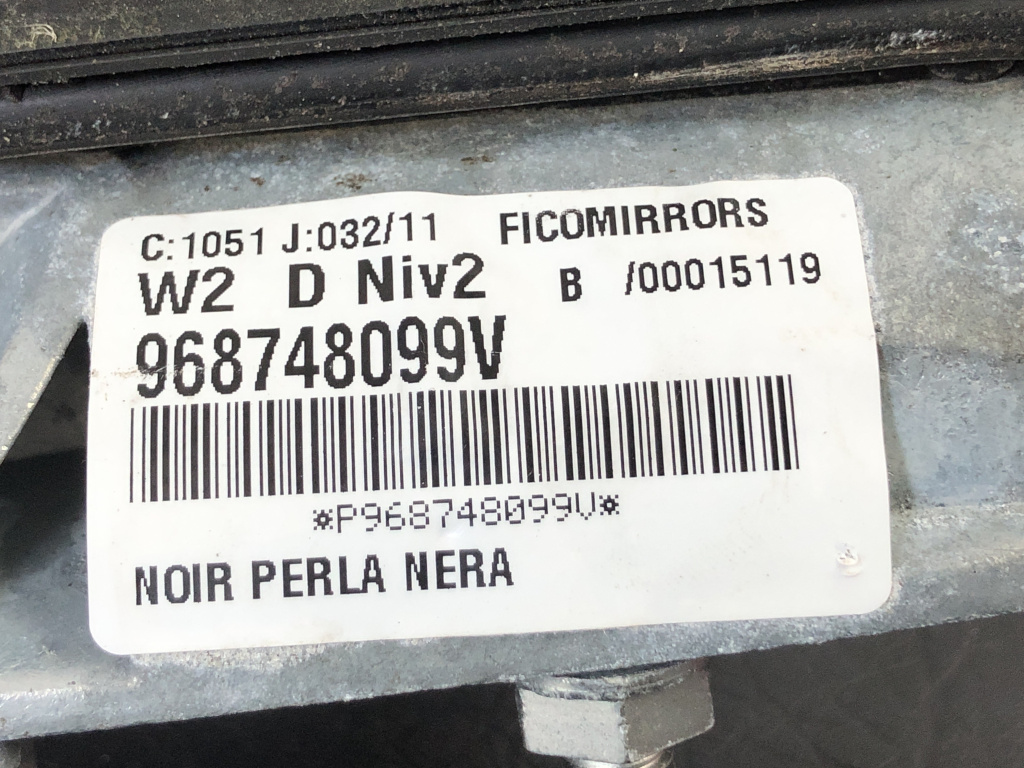 C:1051 J:032/11 FICOMIRRORS
W2 D Niv2 B /00015119
968748099V
*P968748099V*
NOIR PERLA NERA